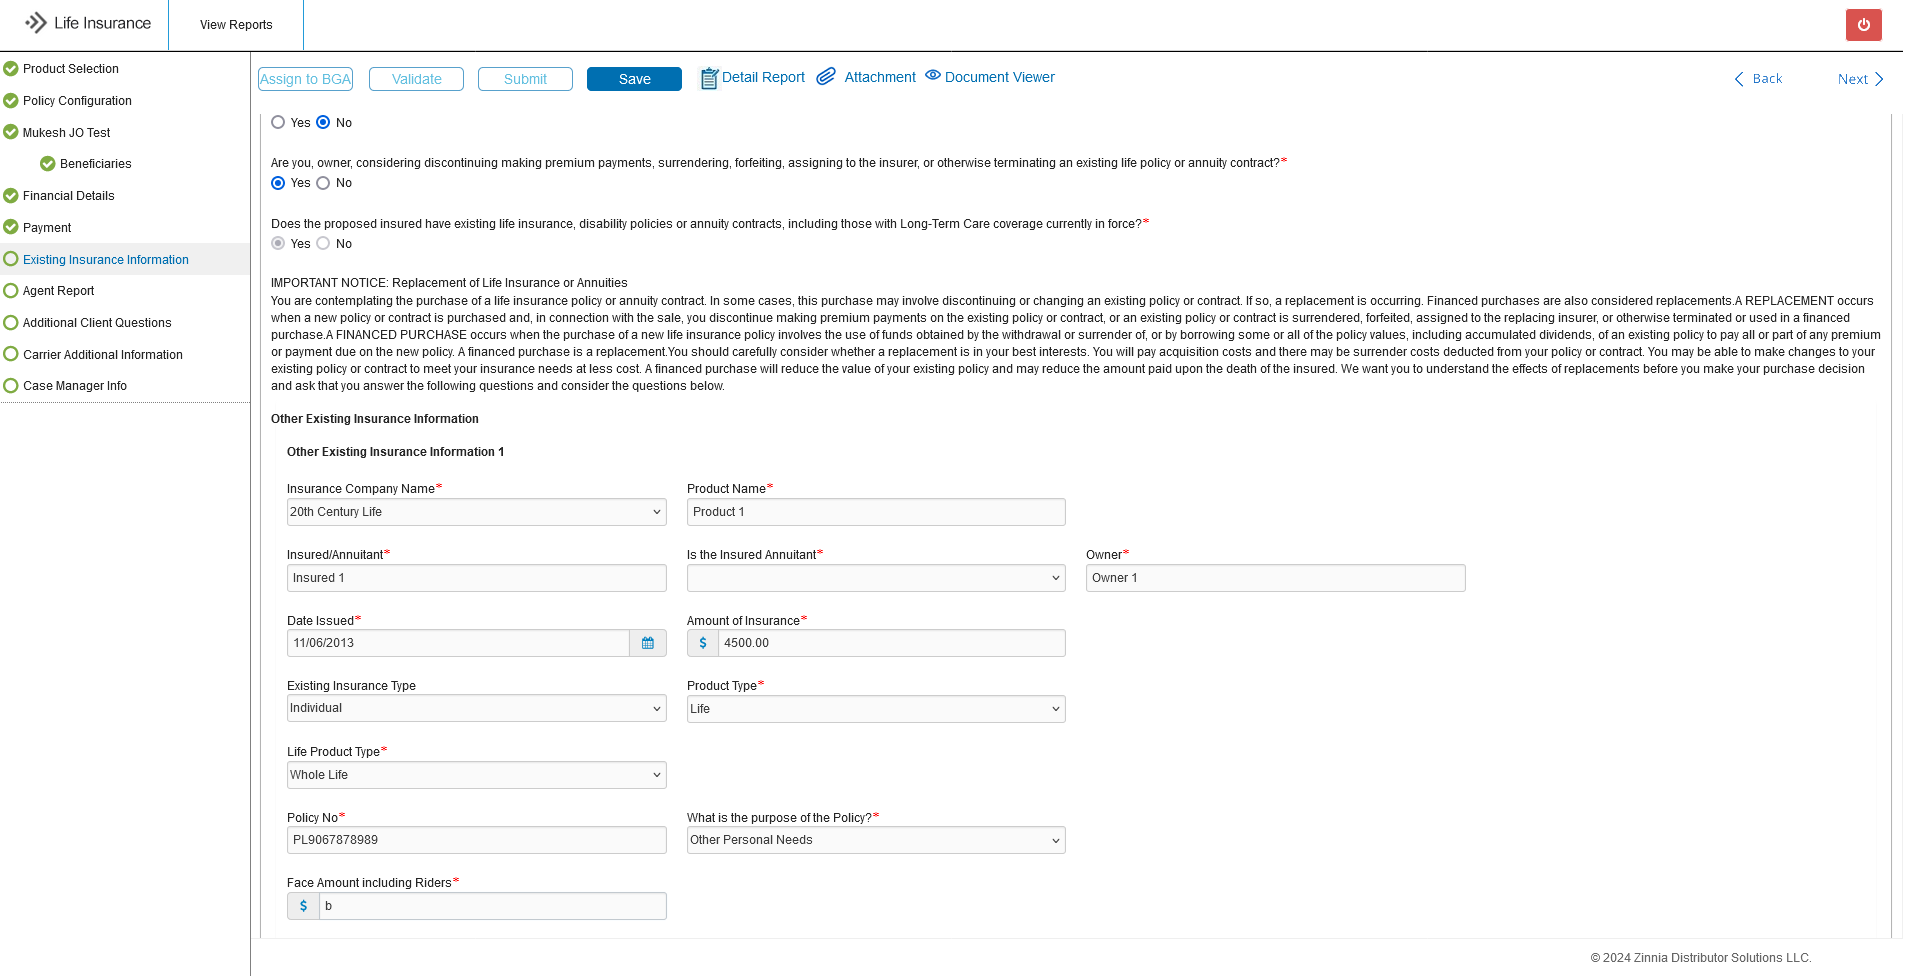 Life Insurance
View Reports
Product Selection
Policy Configuration
Mukesh JO Test
Beneficiaries
Financial Details
Payment
Existing Insurance Information
Agent Report
Additional Client Questions
Carrier Additional Information
Case Manager Info
Assign to BGA Validate Submit Save Detail Report Attachment Document Viewer Back Next
Yes No
Are you, owner, considering discontinuing making premium payments, surrendering, forfeiting, assigning to the insurer, or otherwise terminating an existing life policy or annuity contract?*
Yes No
Does the proposed insured have existing life insurance, disability policies or annuity contracts, including those with Long-Term Care coverage currently in force?*
Yes No
IMPORTANT NOTICE: Replacement of Life Insurance or Annuities
You are contemplating the purchase of a life insurance policy or annuity contract. In some cases, this purchase may involve discontinuing or changing an existing policy or contract. If so, a replacement is occurring. Financed purchases are also considered replacements.A REPLACEMENT occurs
when a new policy or contract is purchased and, in connection with the sale, you discontinue making premium payments on the existing policy or contract, or an existing policy or contract is surrendered, forfeited, assigned to the replacing insurer, or otherwise terminated or used in a financed
purchase.A FINANCED PURCHASE occurs when the purchase of a new life insurance policy involves the use of funds obtained by the withdrawal or surrender of, or by borrowing some or all of the policy values, including accumulated dividends, of an existing policy to pay all or part of any premium
or payment due on the new policy. A financed purchase is a replacement.You should carefully consider whether a replacement is in your best interests. You will pay acquisition costs and there may be surrender costs deducted from your policy or contract. You may be able to make changes to your
existing policy or contract to meet your insurance needs at less cost. A financed purchase will reduce the value of your existing policy and may reduce the amount paid upon the death of the insured. We want you to understand the effects of replacements before you make your purchase decision
and ask that you answer the following questions and consider the questions below.
Other Existing Insurance Information
Other Existing Insurance Information 1
Insurance Company Name* Product Name*
20th Century Life Product 1
Insured/Annuitant* Is the Insured Annuitant* Owner*
Insured 1 Owner 1
Date Issued* Amount of Insurance*
11/06/2013 $ 4500.00
Existing Insurance Type Product Type*
Individual Life
Life Product Type*
Whole Life
Policy No* What is the purpose of the Policy?*
PL9067878989 Other Personal Needs
Face Amount including Riders*
$ b
© 2024 Zinnia Distributor Solutions LLC.